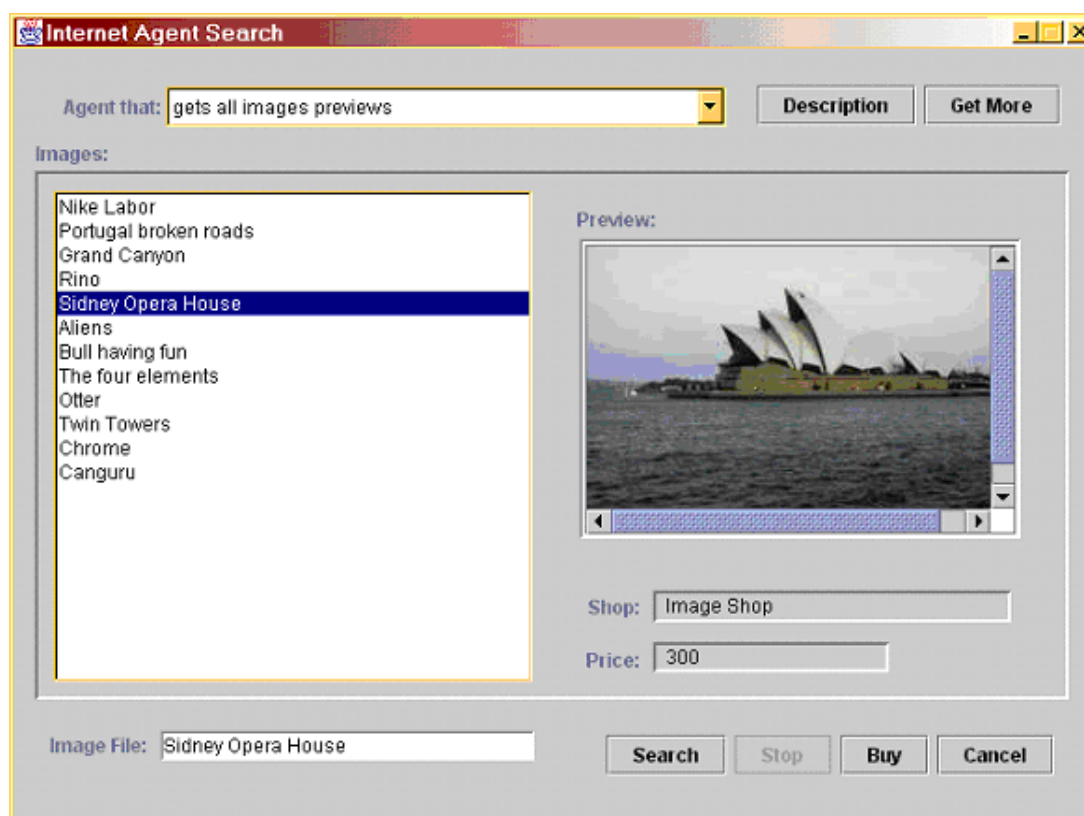 Internet Agent Search
Agent that: gets all images previews Description Get More
Images:
Nike Labor
Portugal broken roads
Grand Canyon
Rino
Sidney Opera House
Aliens
Bull having fun
The four elements
Otter
Twin Towers
Chrome
Canguru
Preview:
Shop: Image Shop
Price: 300
Image File: Sidney Opera House Search Stop Buy Cancel